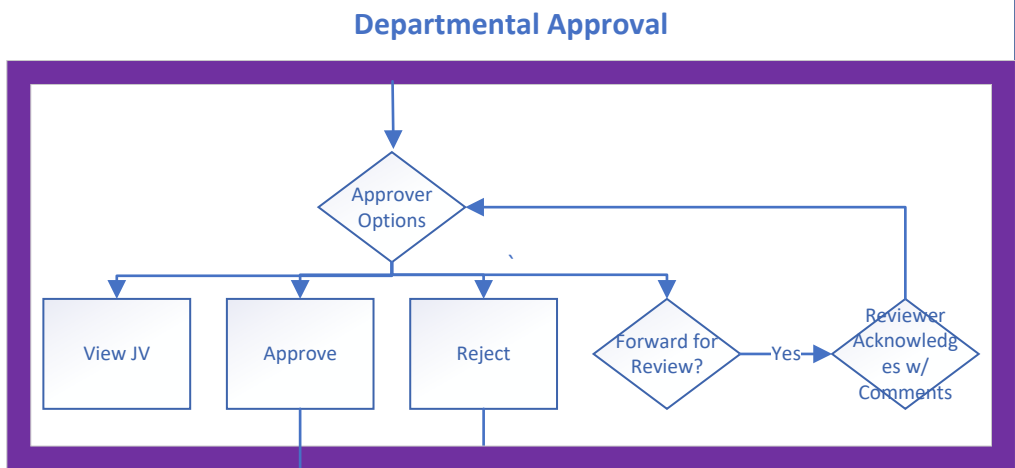 Departmental Approval
Approver
Options
`
View JV
Approve
Reject
Forward for
Review?
Yes
Reviewer
Acknowledg
es w/
Comments